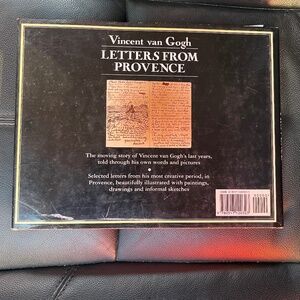 Vincent van Gogh
LETTERS FROM
PROVENCE
The moving story of Vincent van Gogh's last years,
told through his own words and pictures
Selected letters from his most creative period, in
Provence, beautifully illustrated with paintings,
drawings and informal sketches